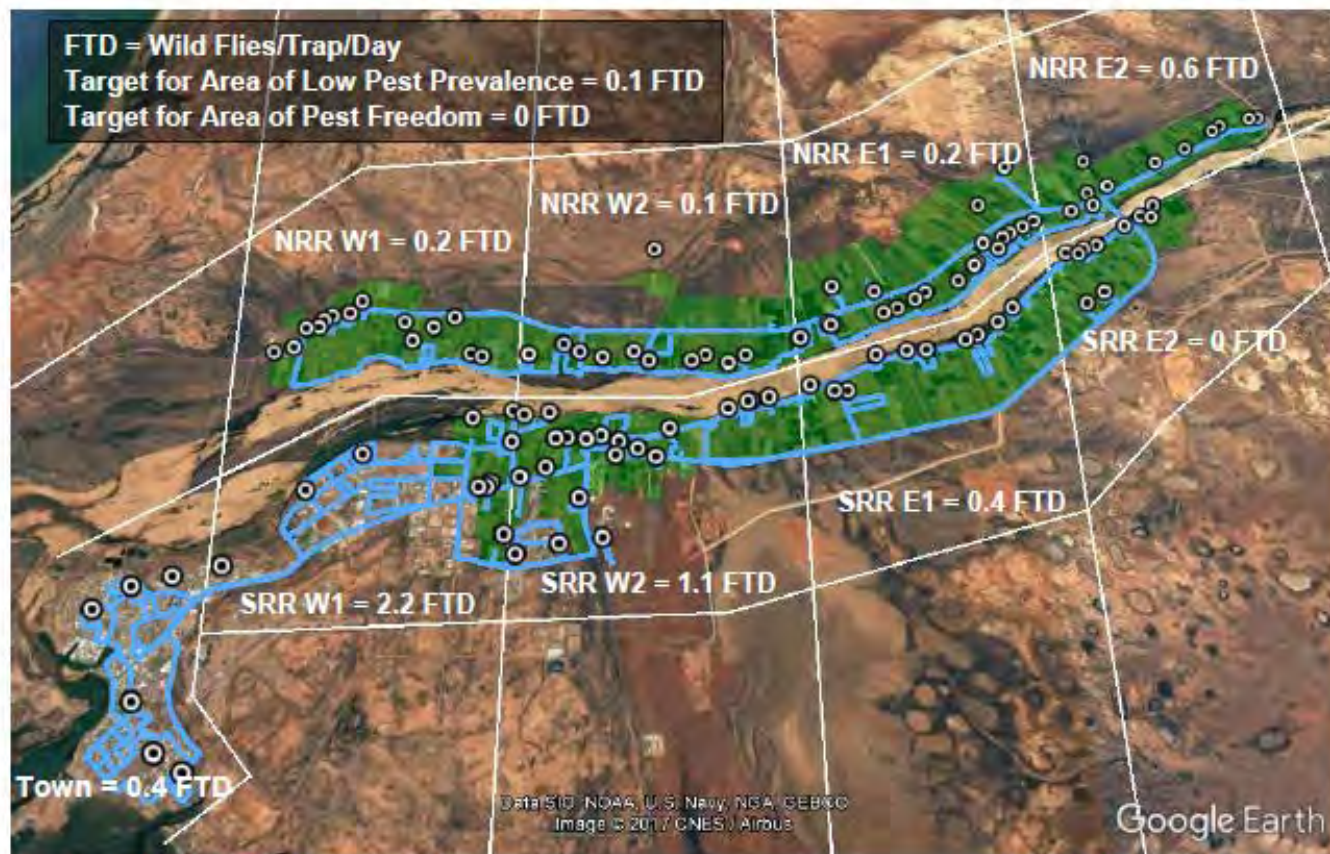 FTD = Wild Flies/Trap/Day
Target for Area of Low Pest Prevalence = 0.1 FTD
Target for Area of Pest Freedom = 0 FTD
NRR E2 = 0.6 FTD
NRR E1 = 0.2 FTD
NRR W2 = 0.1 FTD
NRR W1 = 0.2 FTD
SRR E2 = 0 FTD
SRR E1 = 0.4 FTD
SRR W2 = 1.1 FTD
SRR W1 = 2.2 FTD
Town = 0.4 FTD
Data SIO, NOAA, U.S. Navy, NGA, GEBCO
Image © 2017 CNES / Airbus
Google Earth